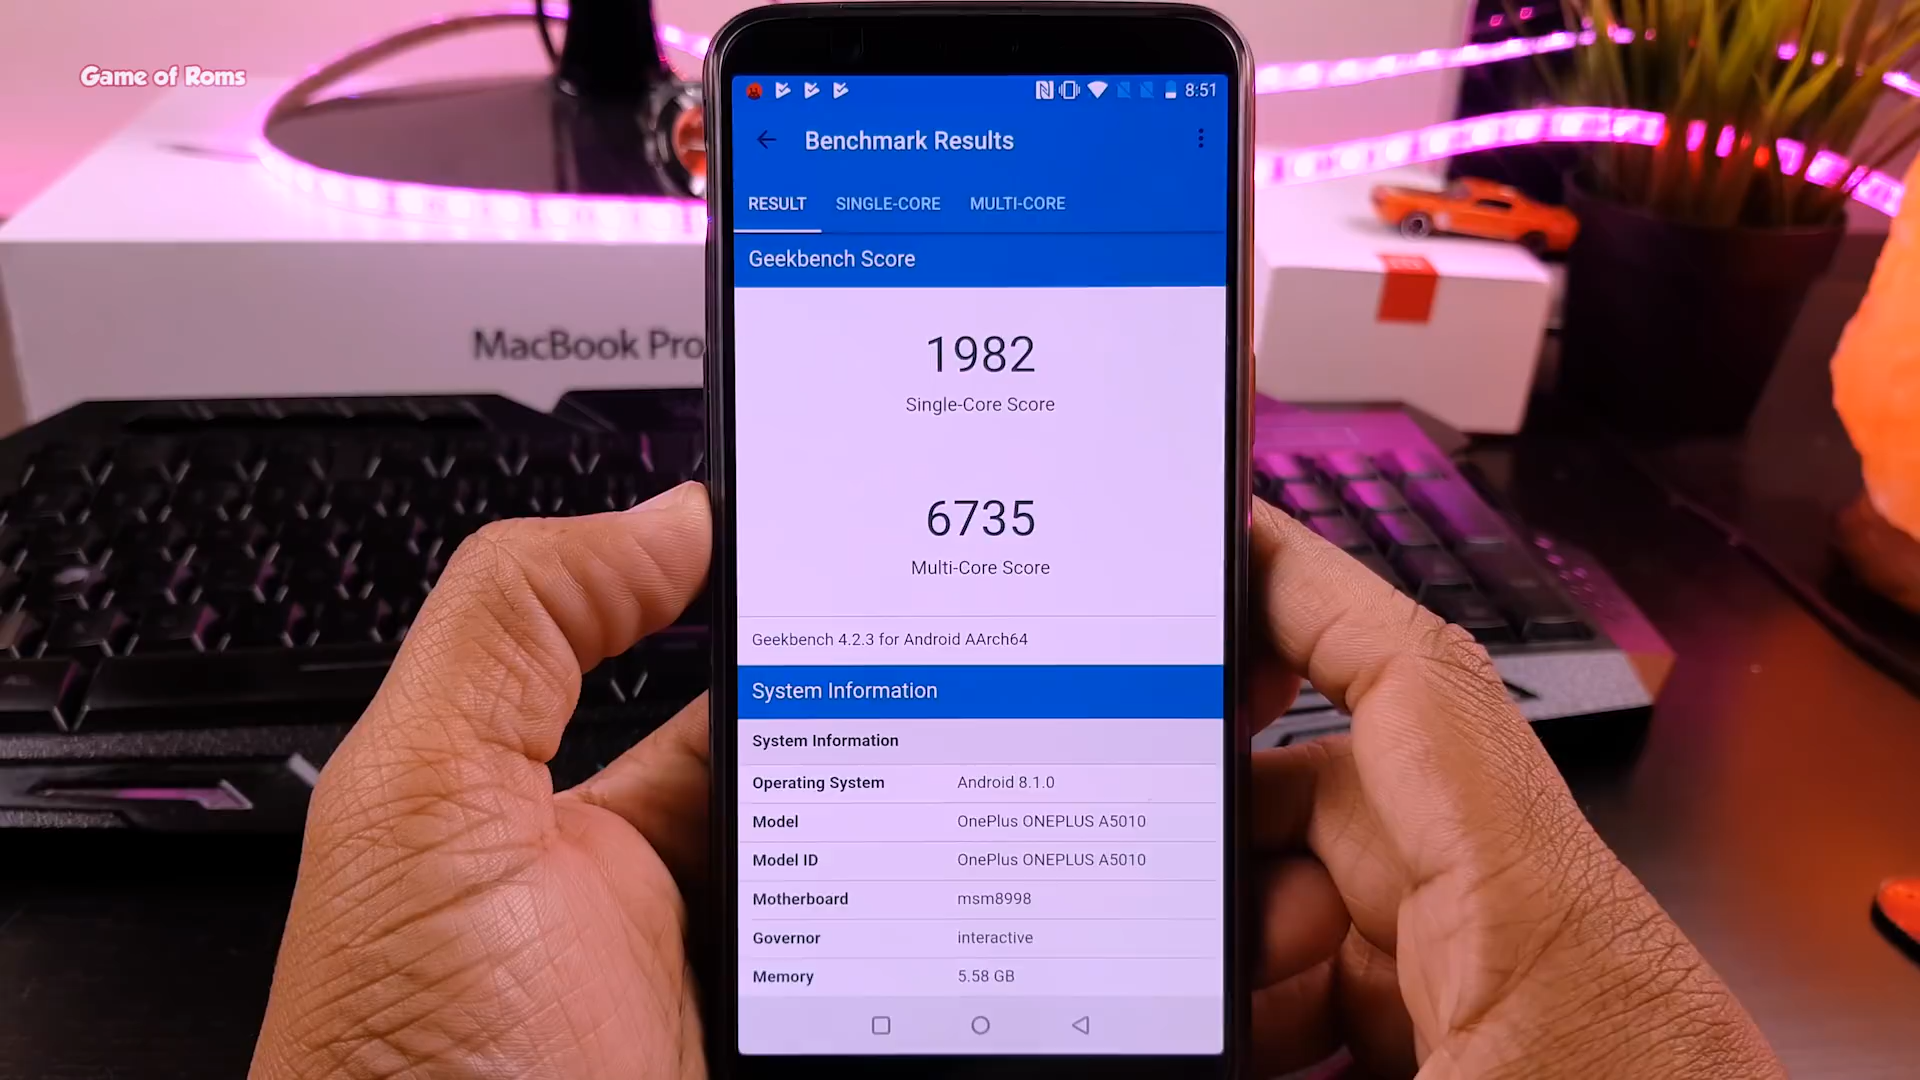 Game of Roms
8:51
Benchmark Results
RESULT SINGLE-CORE MULTI-CORE
Geekbench Score
1982
Single-Core Score
MacBook Pro
6735
Multi-Core Score
Geekbench 4.2.3 for Android AArch64
System Information
System Information
Operating System Android 8.1.0
Model OnePlus ONEPLUS A5010
Model ID OnePlus ONEPLUS A5010
Motherboard msm8998
Governor interactive
Memory 5.58 GB